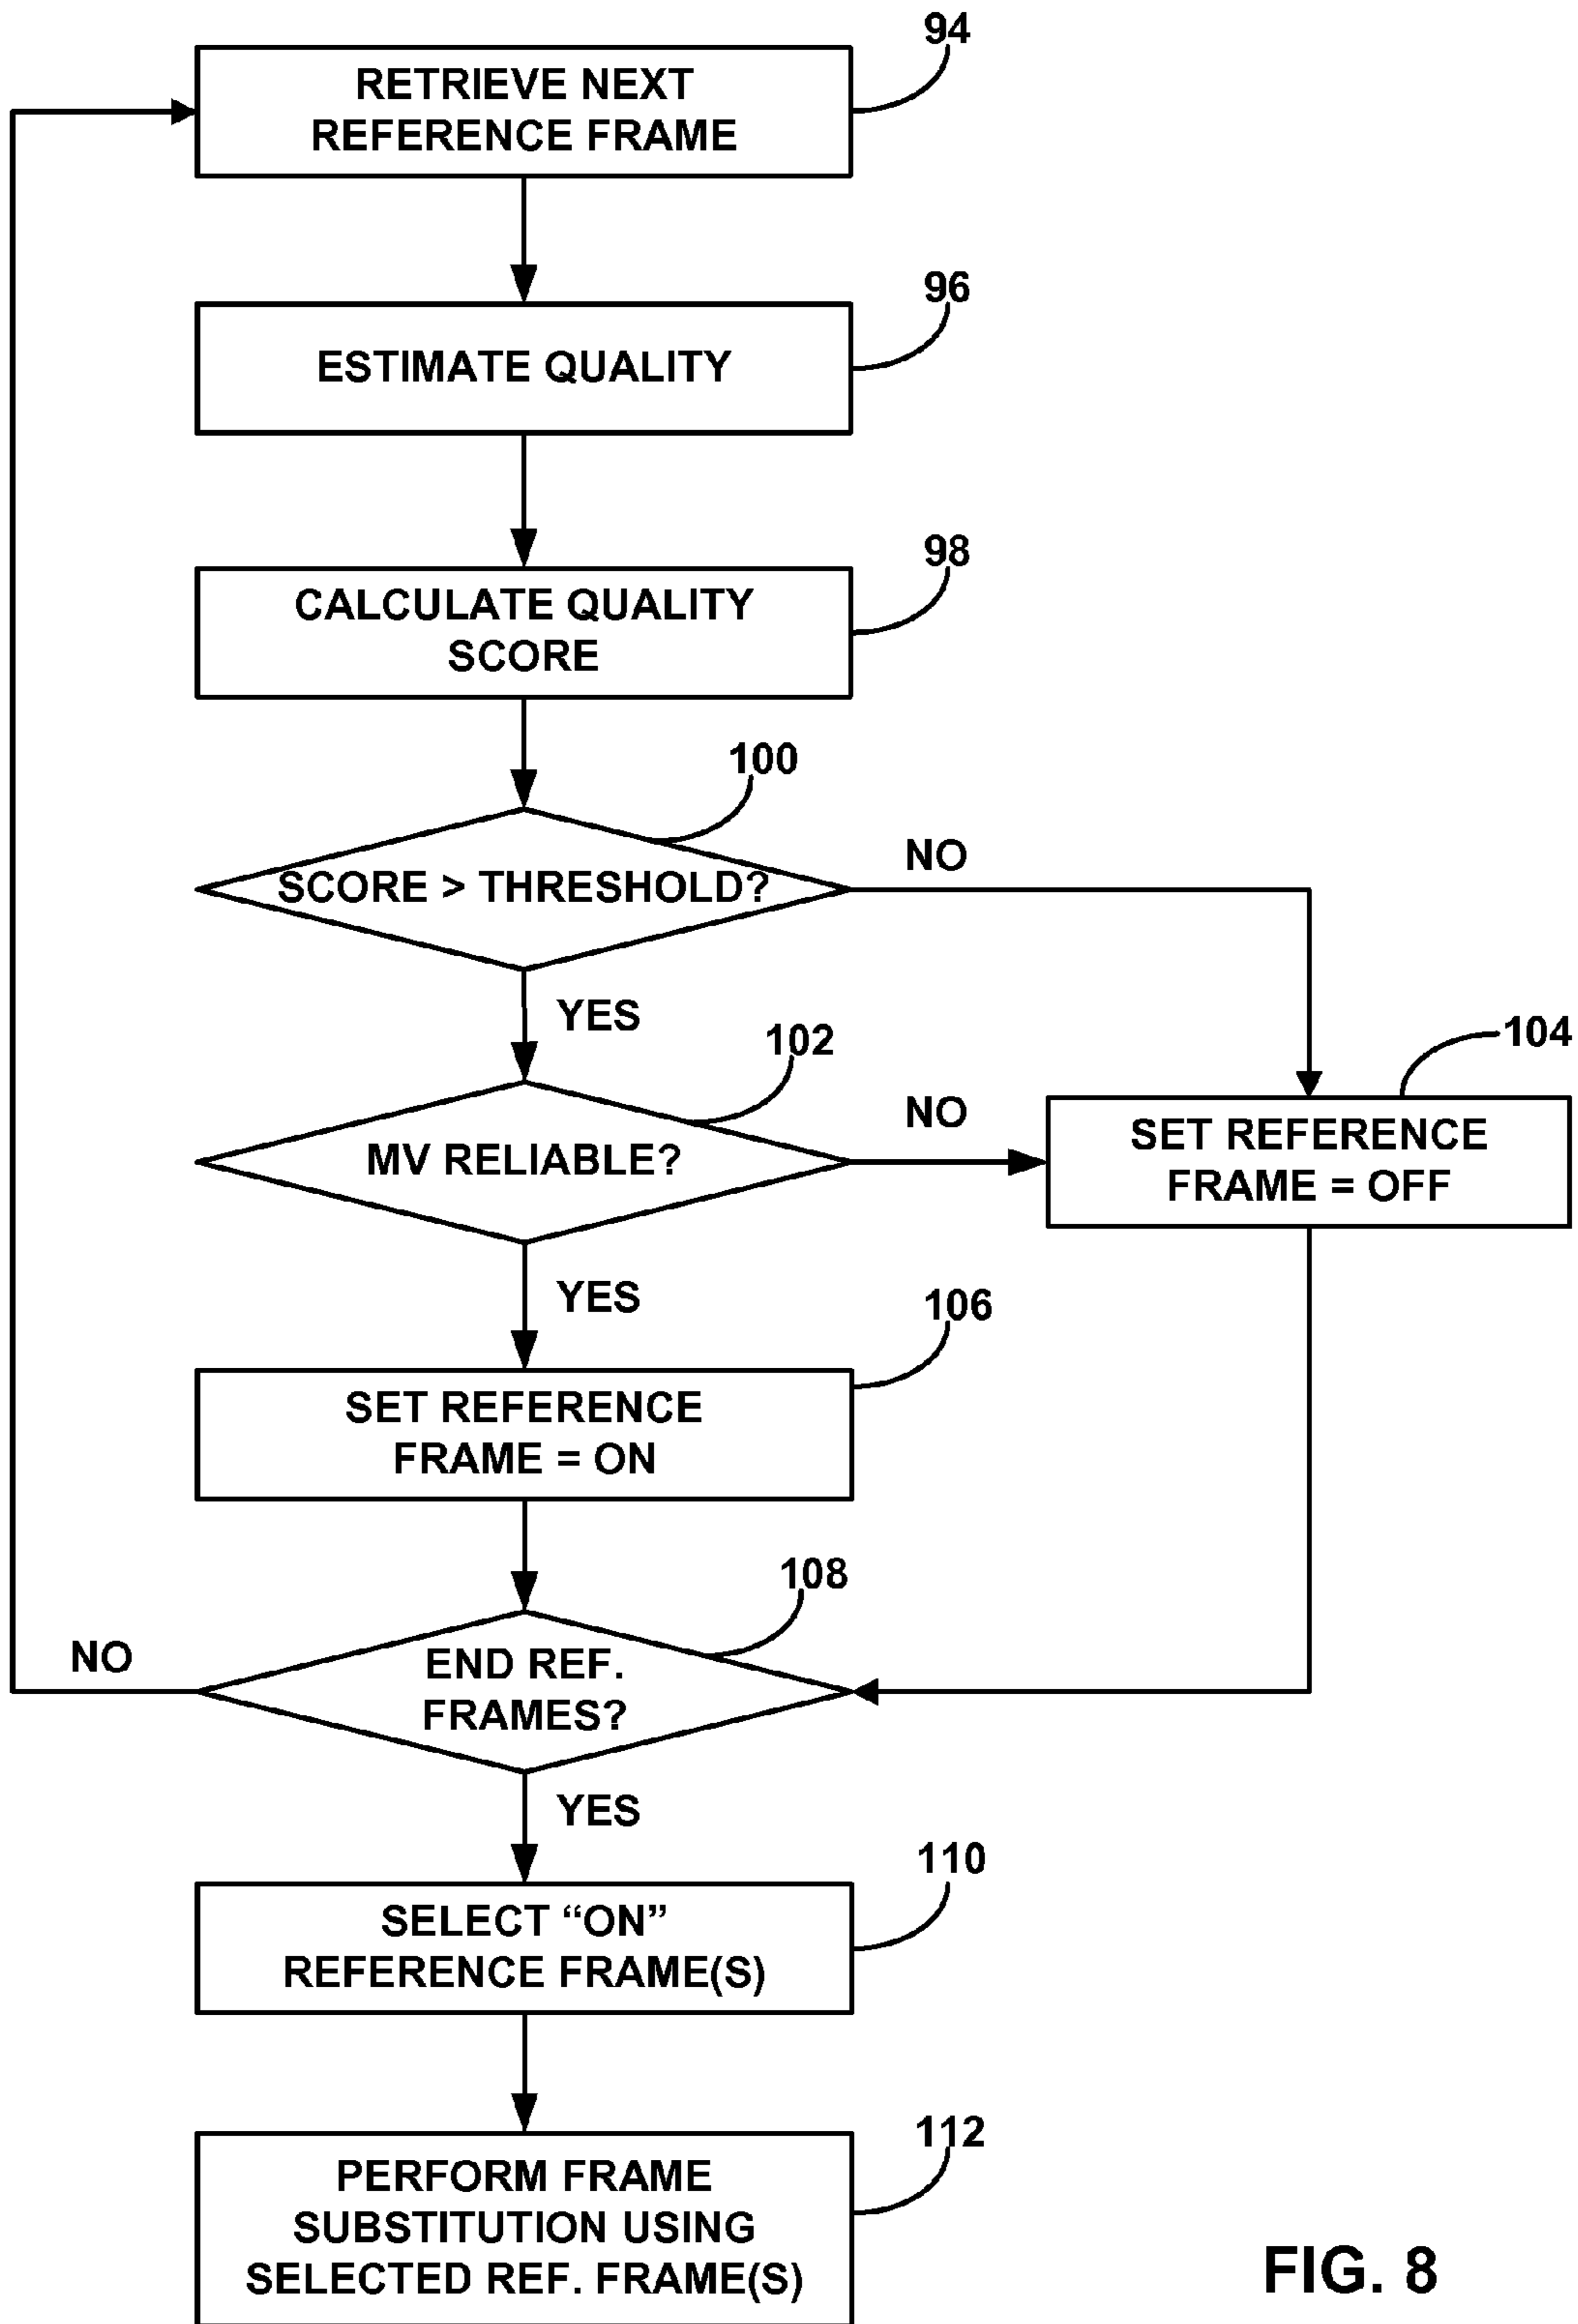 94
RETRIEVE NEXT
REFERENCE FRAME
96
ESTIMATE QUALITY
98
CALCULATE QUALITY
SCORE
100
SCORE > THRESHOLD?
NO
YES
102
MV RELIABLE?
NO
104
SET REFERENCE
FRAME = OFF
YES
106
SET REFERENCE
FRAME = ON
108
END REF.
FRAMES?
NO
YES
110
SELECT “ON”
REFERENCE FRAME(S)
112
PERFORM FRAME
SUBSTITUTION USING
SELECTED REF. FRAME(S)
FIG. 8